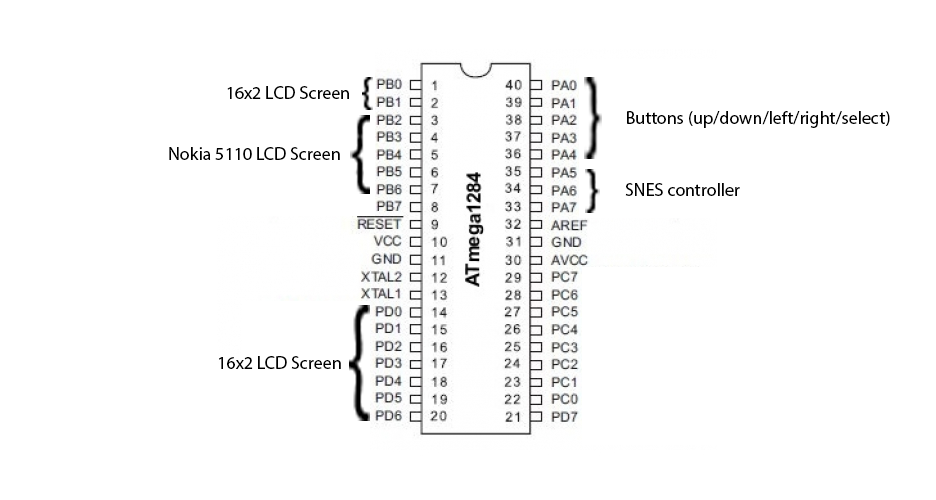 16x2 LCD Screen
Nokia 5110 LCD Screen
16x2 LCD Screen
PB0 1
PB1 2
PB2 3
PB3 4
PB4 5
PB5 6
PB6 7
PB7 8
RESET 9
VCC 10
GND 11
XTAL2 12
XTAL1 13
PD0 14
PD1 15
PD2 16
PD3 17
PD4 18
PD5 19
PD6 20
ATmega1284
40 PA0
39 PA1
38 PA2
37 PA3
36 PA4
35 PA5
34 PA6
33 PA7
32 AREF
31 GND
30 AVCC
29 PC7
28 PC6
27 PC5
26 PC4
25 PC3
24 PC2
23 PC1
22 PC0
21 PD7
Buttons (up/down/left/right/select)
SNES controller